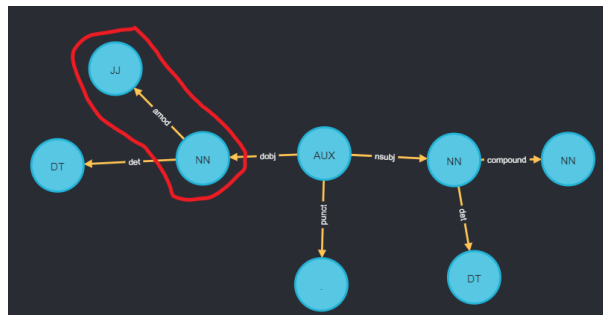 JJ
amod
DT
det
NN
dobj
AUX
nsubj
NN
compound
NN
punct
det
.
DT